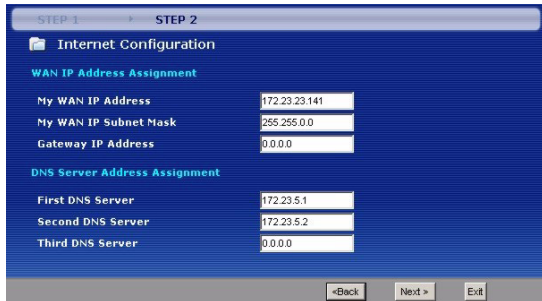 STEP 1 STEP 2
Internet Configuration
WAN IP Address Assignment
My WAN IP Address 172.23.23.141
My WAN IP Subnet Mask 255.255.0.0
Gateway IP Address 0.0.0.0
DNS Server Address Assignment
First DNS Server 172.23.5.1
Second DNS Server 172.23.5.2
Third DNS Server 0.0.0.0
<Back Next > Exit